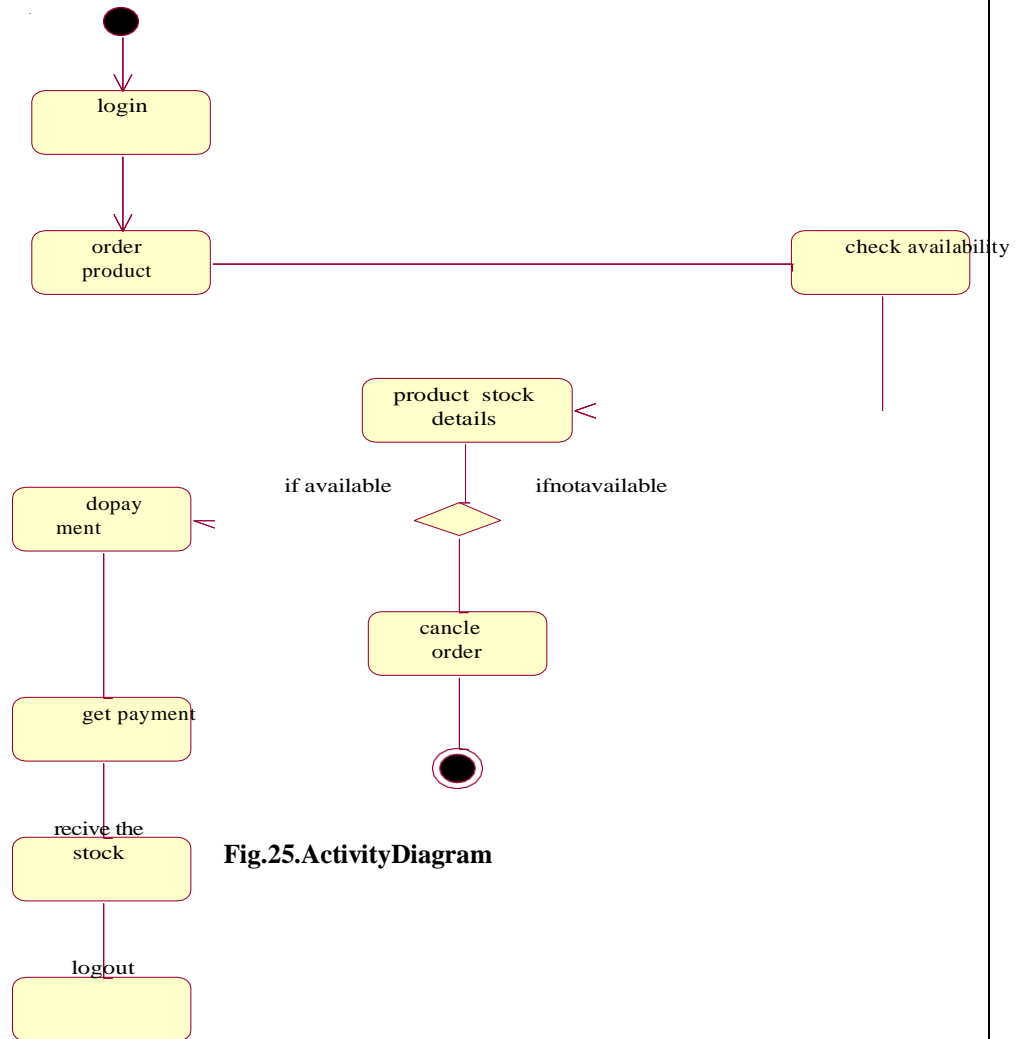 login
order
product
check availability
product stock
details
if available
ifnotavailable
dopay
ment
cancle
order
get payment
recive the
stock
Fig.25.ActivityDiagram
logout